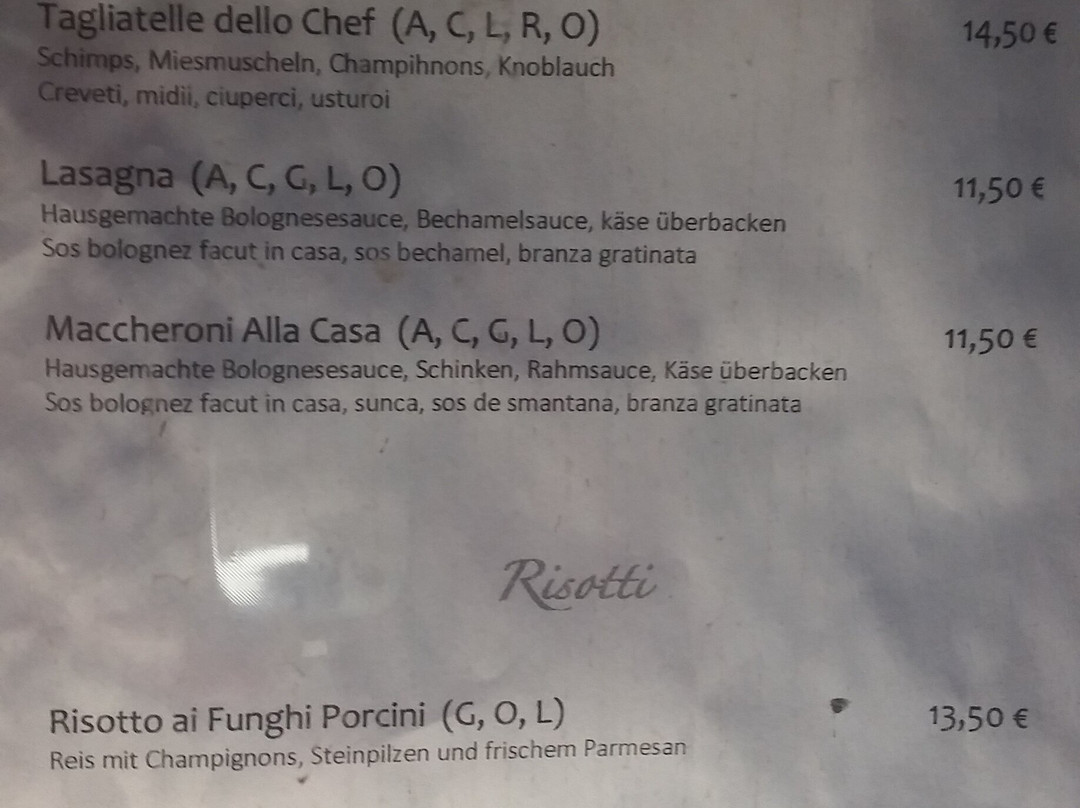 Tagliatelle dello Chef (A, C, L, R, O) 14,50 €
Schimps, Miesmuscheln, Champihnons, Knoblauch
Creveti, midii, ciuperci, usturoi
Lasagna (A, C, G, L, O) 11,50 €
Hausgemachte Bolognesesauce, Bechamelsauce, käse überbacken
Sos bolognez facut in casa, sos bechamel, branza gratinata
Maccheroni Alla Casa (A, C, G, L, O) 11,50 €
Hausgemachte Bolognesesauce, Schinken, Rahmsauce, Käse überbacken
Sos bolognez facut in casa, sunca, sos de smantana, branza gratinata
Risotti
Risotto ai Funghi Porcini (G, O, L) 13,50 €
Reis mit Champignons, Steinpilzen und frischem Parmesan